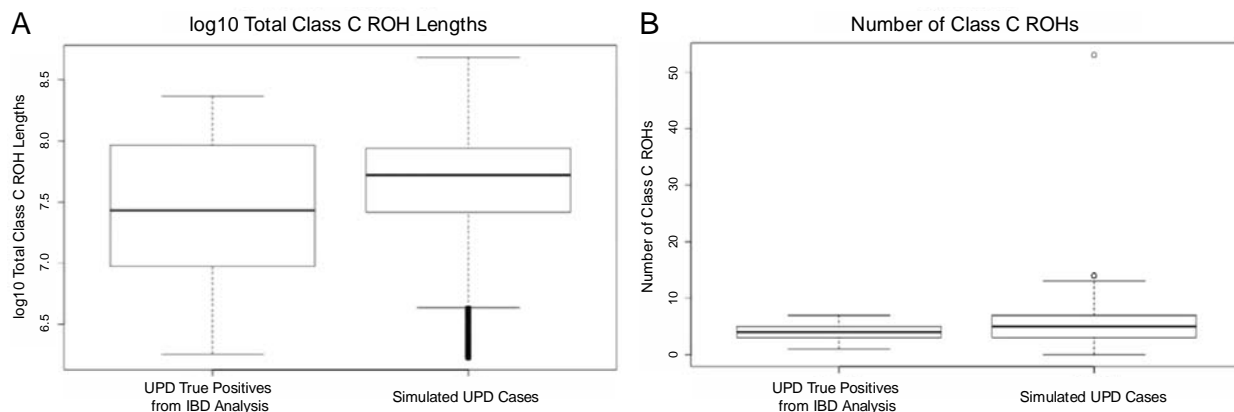 A
log10 Total Class C ROH Lengths
log10 Total Class C ROH Lengths
8.5
8.0
7.5
7.0
6.5
UPD True Positives
from IBD Analysis
Simulated UPD Cases
B
Number of Class C ROHs
Number of Class C ROHs
50
40
30
20
10
0
UPD True Positives
from IBD Analysis
Simulated UPD Cases